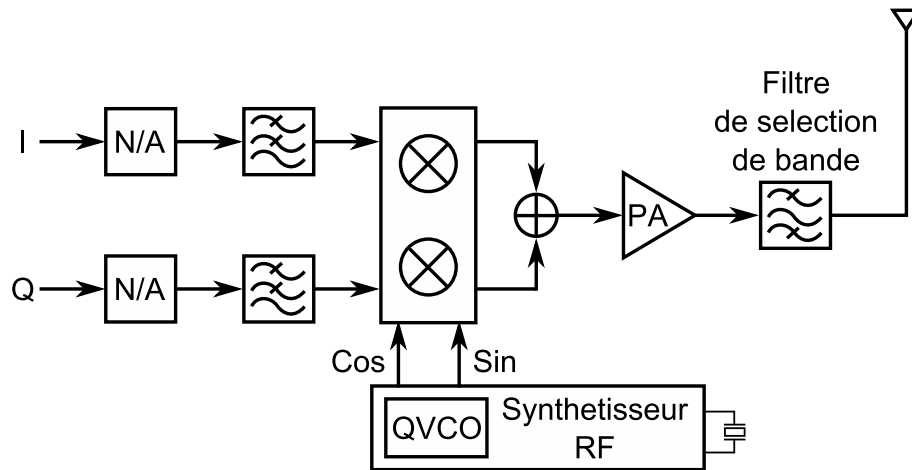 Filtre
de selection
de bande
I
N/A
PA
Q
N/A
Cos
Sin
QVCO
Synthetisseur
RF